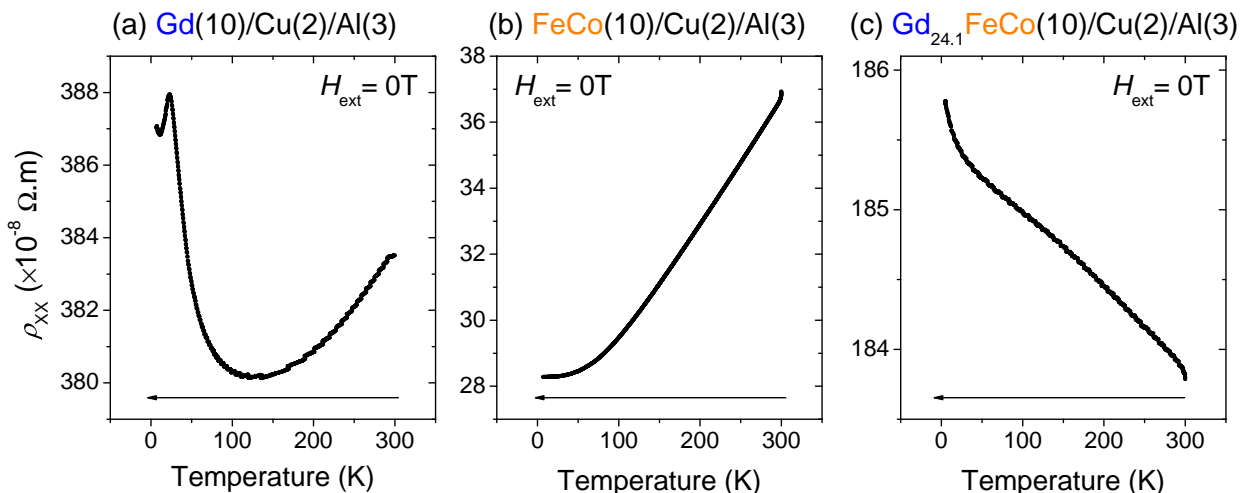 (a) Gd(10)/Cu(2)/Al(3)
(b) FeCo(10)/Cu(2)/Al(3)
(c) Gd24.1FeCo(10)/Cu(2)/Al(3)
Hext= 0T
Hext= 0T
Hext= 0T
ρXX (×10-8 Ω.m)
388
386
384
382
380
0
100
200
300
Temperature (K)
38
36
34
32
30
28
0
100
200
300
Temperature (K)
186
185
184
0
100
200
300
Temperature (K)